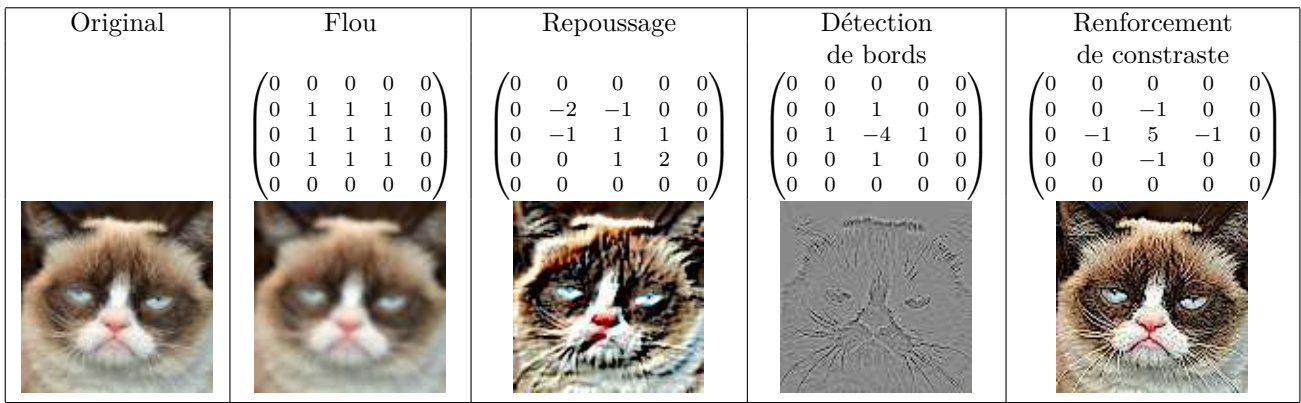 Original Flou Repoussage Détection Renforcement
de bords de constraste
0 0 0 0 0 0 0 0 0 0 0 0 0 0 0 0 0 0 0 0
0 1 1 1 0 0 −2 −1 0 0 0 0 1 0 0 0 0 −1 0 0
0 1 1 1 0 0 −1 1 1 0 0 1 −4 1 0 0 −1 5 −1 0
0 1 1 1 0 0 0 1 2 0 0 0 1 0 0 0 0 −1 0 0
0 0 0 0 0 0 0 0 0 0 0 0 0 0 0 0 0 0 0 0